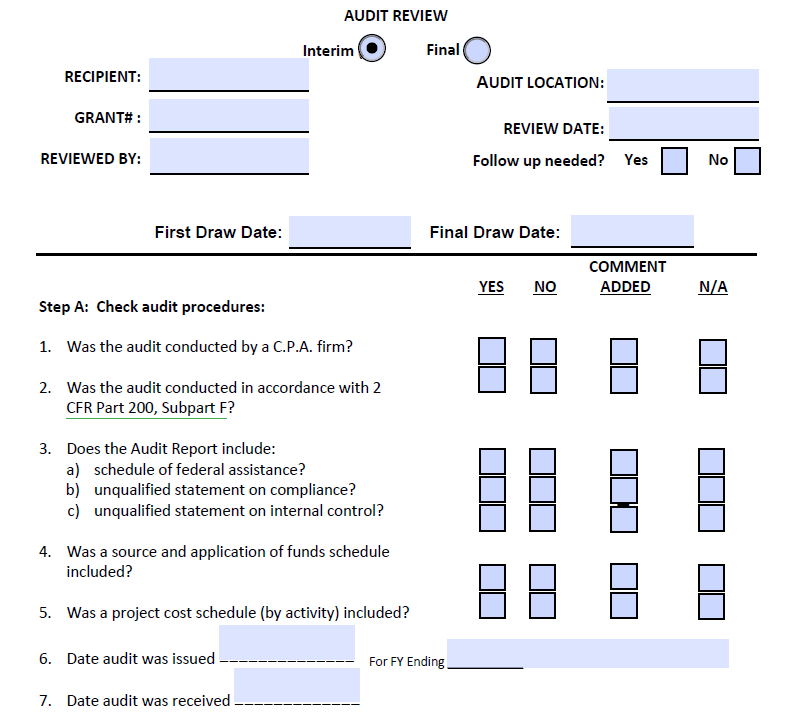 AUDIT REVIEW
Interim Final
RECIPIENT:
AUDIT LOCATION:
GRANT# :
REVIEW DATE:
REVIEWED BY:
Follow up needed? Yes No
First Draw Date: Final Draw Date:
COMMENT
YES NO ADDED N/A
Step A: Check audit procedures:
1. Was the audit conducted by a C.P.A. firm?
2. Was the audit conducted in accordance with 2
CFR Part 200, Subpart F?
3. Does the Audit Report include:
a) schedule of federal assistance?
b) unqualified statement on compliance?
c) unqualified statement on internal control?
4. Was a source and application of funds schedule
included?
5. Was a project cost schedule (by activity) included?
6. Date audit was issued ______________ For FY Ending ___________
7. Date audit was received _____________